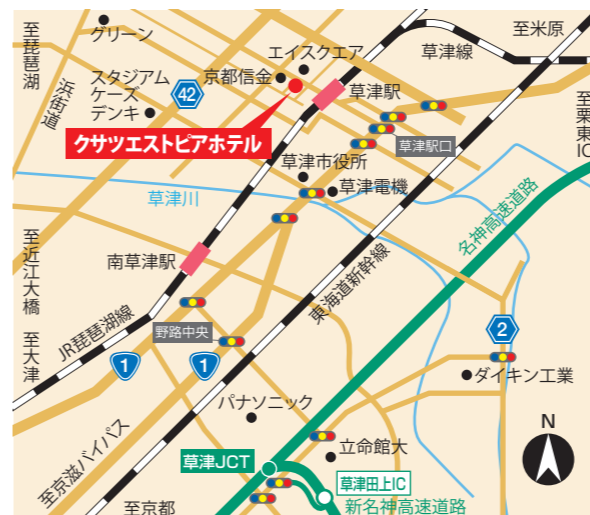 至琵琶湖
グリーン
スタジアム
ケーズ
デンキ
浜街道
42
京都信金
エイスクエア
草津駅
草津線
至米原
至栗東IC
クサツエストピアホテル
草津駅口
草津市役所
草津電機
草津川
名神高速道路
至近江大橋
南草津駅
東海道新幹線
至大津
JR琵琶湖線
野路中央
1
1
2
ダイキン工業
パナソニック
立命館大
草津JCT
草津田上IC
新名神高速道路
至京滋バイパス
至京都
N